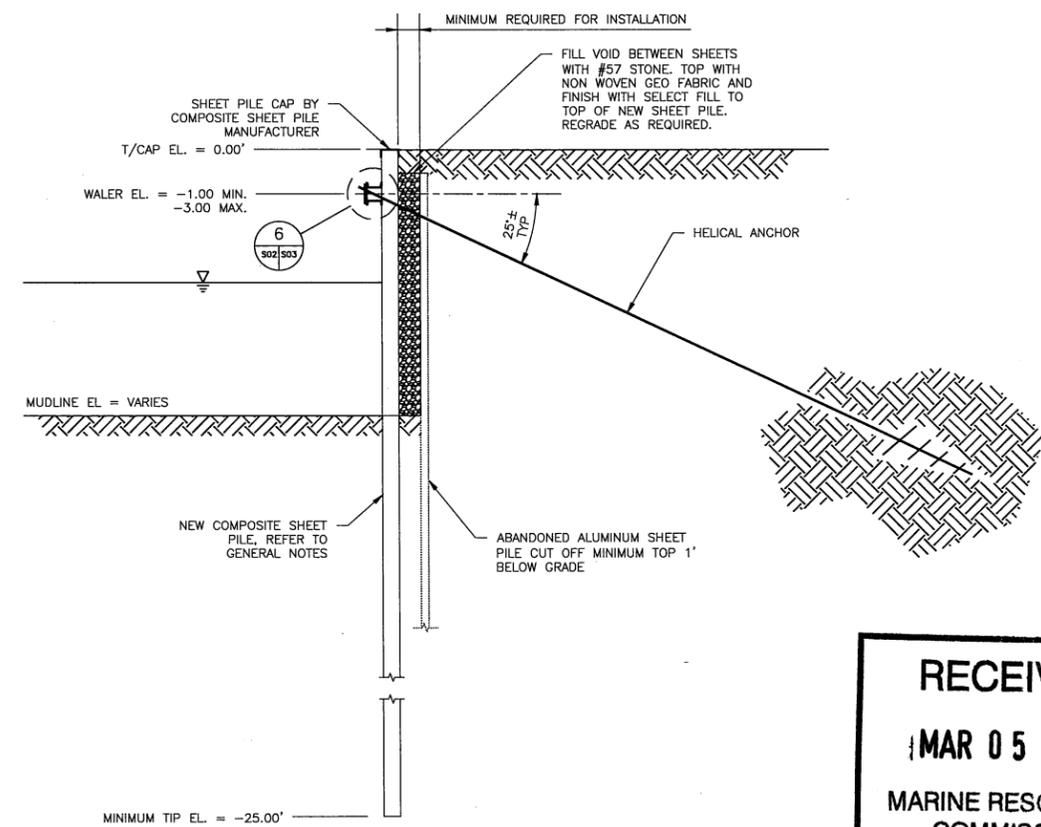 MINIMUM REQUIRED FOR INSTALLATION
FILL VOID BETWEEN SHEETS
WITH #57 STONE. TOP WITH
NON WOVEN GEO FABRIC AND
FINISH WITH SELECT FILL TO
TOP OF NEW SHEET PILE.
REGRADE AS REQUIRED.
SHEET PILE CAP BY
COMPOSITE SHEET PILE
MANUFACTURER
T/CAP EL. = 0.00'
WALER EL. = -1.00 MIN.
-3.00 MAX.
6
S02 S03
25°±
TYP
HELICAL ANCHOR
MUDLINE EL = VARIES
NEW COMPOSITE SHEET
PILE, REFER TO
GENERAL NOTES
ABANDONED ALUMINUM SHEET
PILE CUT OFF MINIMUM TOP 1'
BELOW GRADE
MINIMUM TIP EL. = -25.00'
RECEIV
MAR 05
MARINE RES